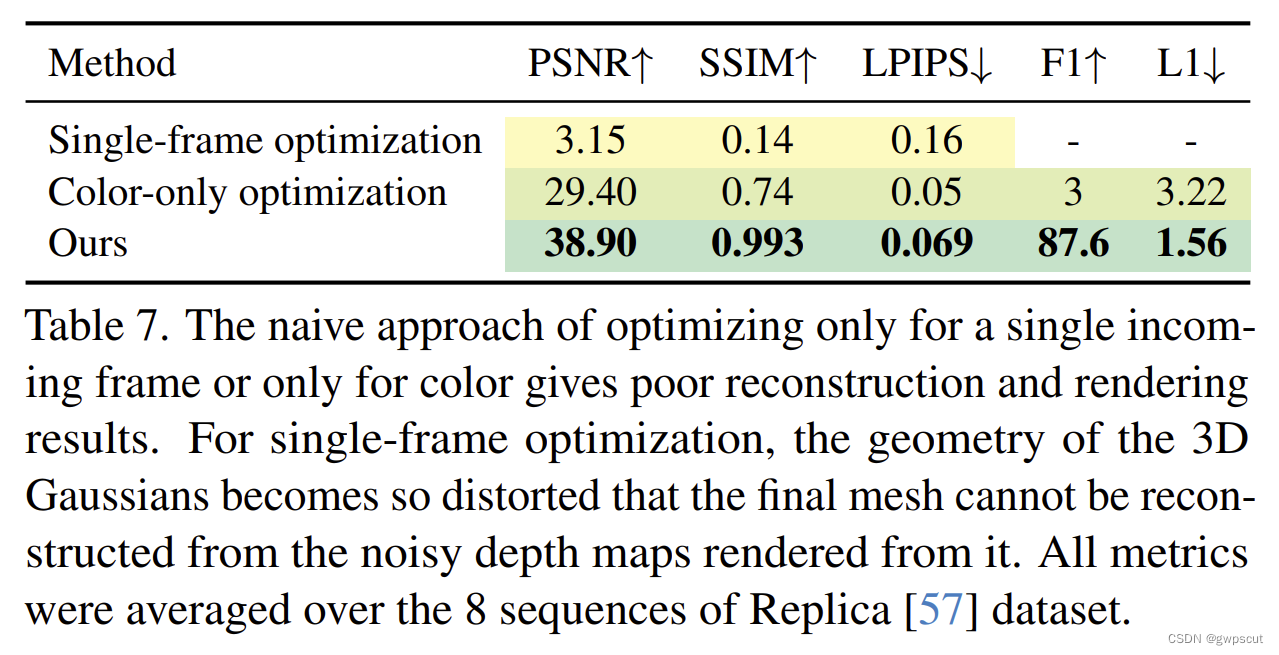 Method PSNR↑ SSIM↑ LPIPS↓ F1↑ L1↓
Single-frame optimization 3.15 0.14 0.16 - -
Color-only optimization 29.40 0.74 0.05 3 3.22
Ours 38.90 0.993 0.069 87.6 1.56
Table 7. The naive approach of optimizing only for a single incom-
ing frame or only for color gives poor reconstruction and rendering
results. For single-frame optimization, the geometry of the 3D
Gaussians becomes so distorted that the final mesh cannot be recon-
structed from the noisy depth maps rendered from it. All metrics
were averaged over the 8 sequences of Replica [57] dataset.
CSDN @gwpscut